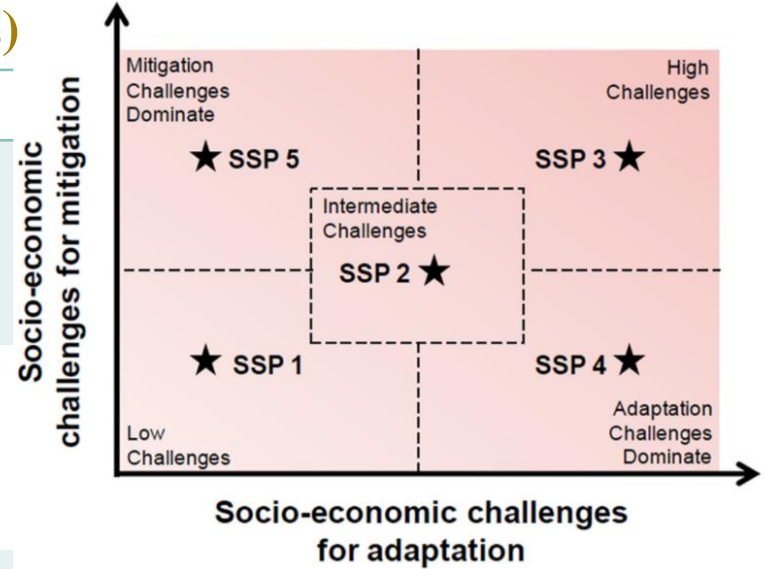 )
Mitigation
Challenges
Dominate
High
Challenges
SSP 5
SSP 3
Intermediate
Challenges
SSP 2
SSP 1
SSP 4
Low
Challenges
Adaptation
Challenges
Dominate
Socio-economic
challenges for mitigation
Socio-economic challenges
for adaptation